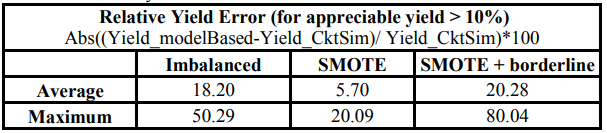 Relative Yield Error (for appreciable yield > 10%)
Abs((Yield_modelBased-Yield_CktSim)/ Yield_CktSim)*100
Imbalanced SMOTE SMOTE + borderline
Average 18.20 5.70 20.28
Maximum 50.29 20.09 80.04